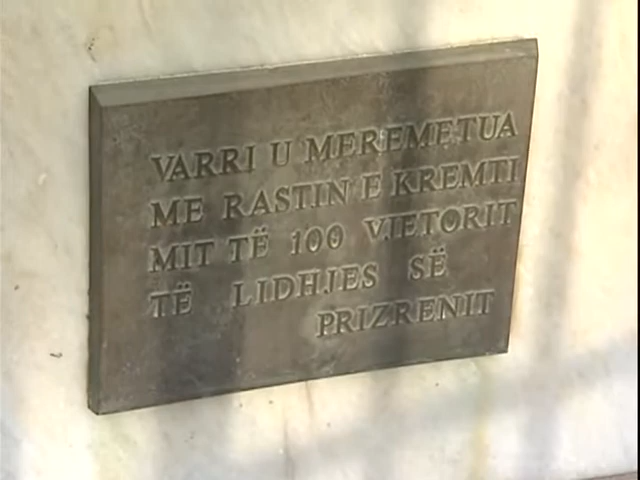 VARRI U MEREMETUA
ME RASTIN E KREMTI
MIT TË 100 VJETORIT
TË LIDHJES SË
PRIZRENIT